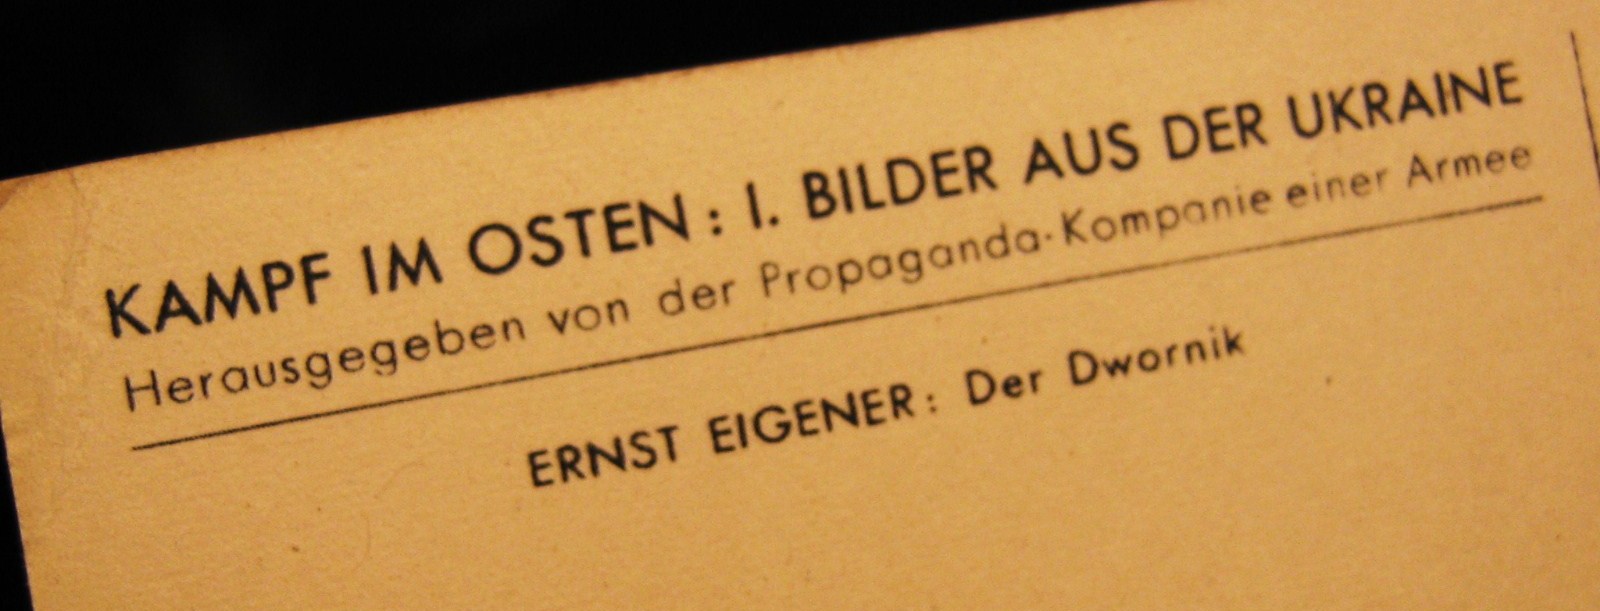 KAMPF IM OSTEN: I. BILDER AUS DER UKRAINE
Herausgegeben von der Propaganda-Kompanie einer Armee
ERNST EIGENER: Der Dwornik